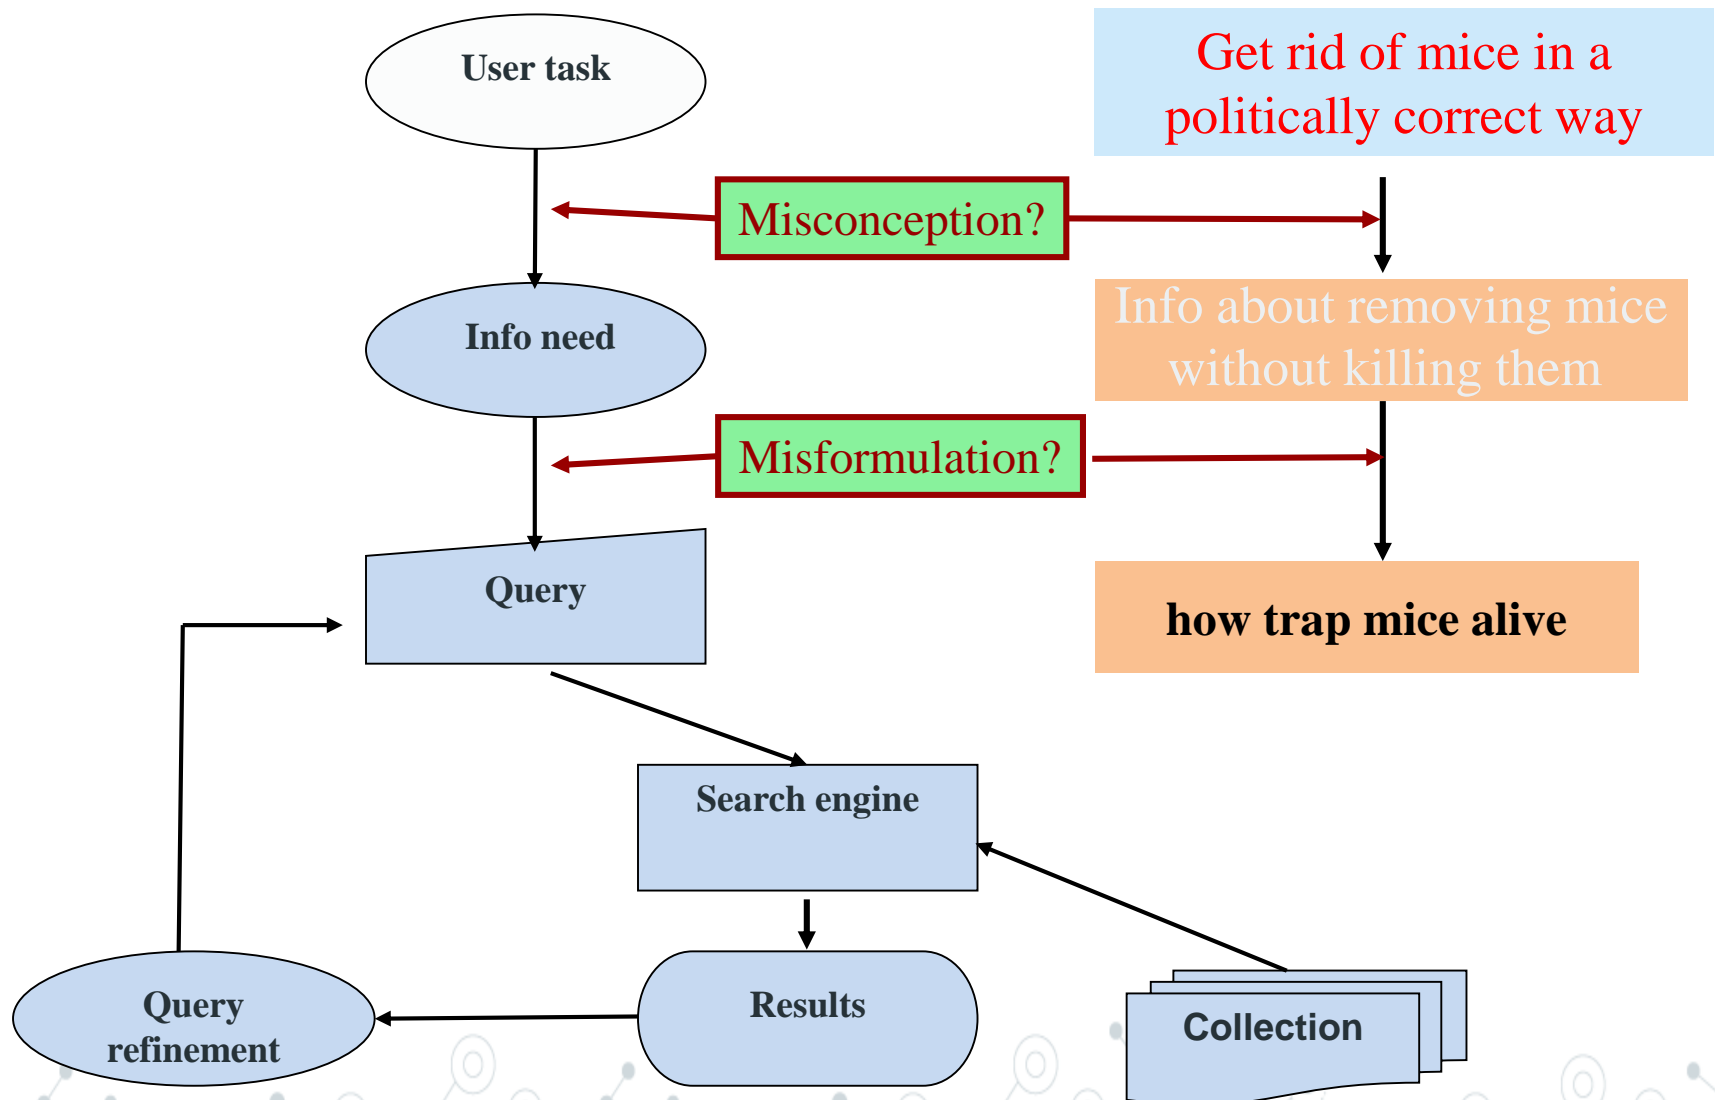 User task
Get rid of mice in a
politically correct way
Misconception?
Info need
Info about removing mice
without killing them
Misformulation?
Query
how trap mice alive
Search engine
Results
Query
refinement
Collection